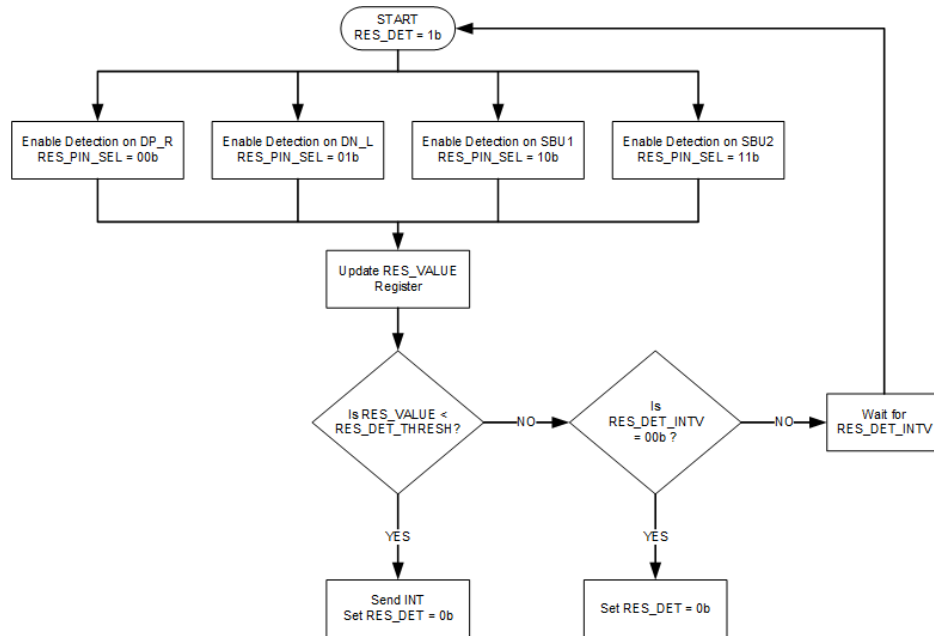 START
RES_DET = 1b
Enable Detection on DP_R
RES_PIN_SEL = 00b
Enable Detection on DN_L
RES_PIN_SEL = 01b
Enable Detection on SBU1
RES_PIN_SEL = 10b
Enable Detection on SBU2
RES_PIN_SEL = 11b
Update RES_VALUE
Register
Is RES_VALUE <
RES_DET_THRESH?
NO
Is
RES_DET_INTV
= 00b ?
NO
Wait for
RES_DET_INTV
YES
YES
Send INT
Set RES_DET = 0b
Set RES_DET = 0b